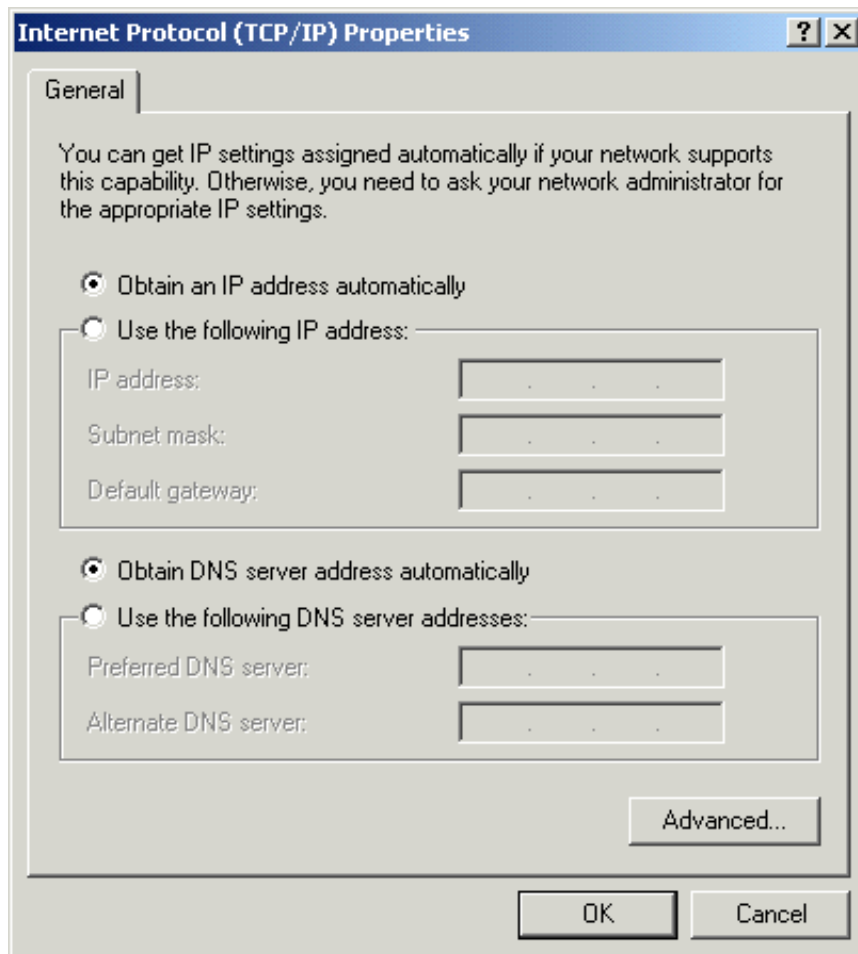 Internet Protocol (TCP/IP) Properties
General
You can get IP settings assigned automatically if your network supports
this capability. Otherwise, you need to ask your network administrator for
the appropriate IP settings.
Obtain an IP address automatically
Use the following IP address:
IP address:
Subnet mask:
Default gateway:
Obtain DNS server address automatically
Use the following DNS server addresses:
Preferred DNS server:
Alternate DNS server:
Advanced...
OK Cancel